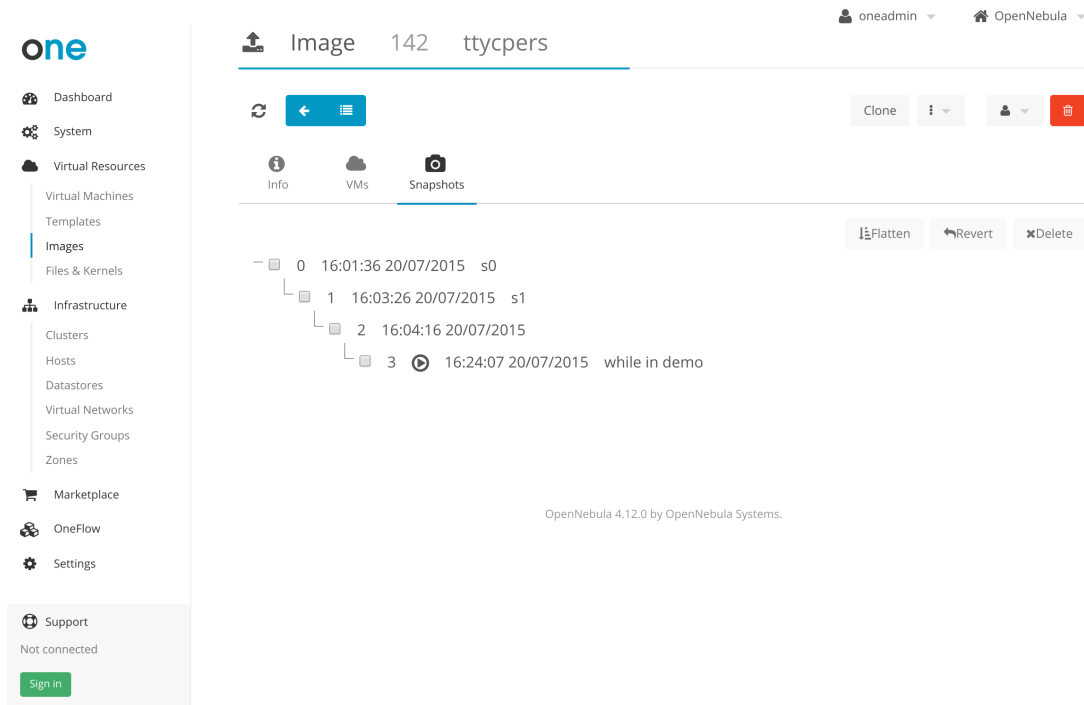 oneadmin OpenNebula
one
Image 142 ttycpers
Dashboard
System
Virtual Resources
Virtual Machines
Templates
Images
Files & Kernels
Infrastructure
Clusters
Hosts
Datastores
Virtual Networks
Security Groups
Zones
Marketplace
OneFlow
Settings
Support
Not connected
Sign in
Clone
Info VMs Snapshots
Flatten Revert Delete
0 16:01:36 20/07/2015 s0
1 16:03:26 20/07/2015 s1
2 16:04:16 20/07/2015
3 16:24:07 20/07/2015 while in demo
OpenNebula 4.12.0 by OpenNebula Systems.